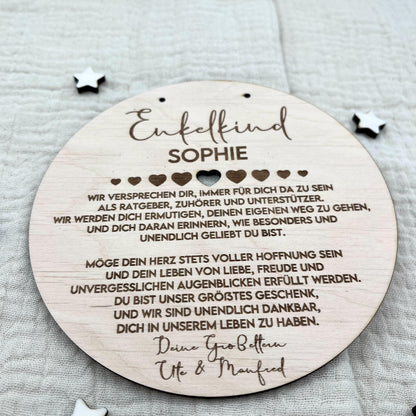 Enkelkind
SOPHIE
WIR VERSPRECHEN DIR, IMMER FÜR DICH DA ZU SEIN
ALS RATGEBER, ZUHÖRER UND UNTERSTÜTZER.
WIR WERDEN DICH ERMUTIGEN, DEINEN EIGENEN WEG ZU GEHEN,
UND DICH DARAN ERINNERN, WIE BESONDERS UND
UNENDLICH GELIEBT DU BIST.
MÖGE DEIN HERZ STETS VOLLER HOFFNUNG SEIN
UND DEIN LEBEN VON LIEBE, FREUDE UND
UNVERGESSLICHEN AUGENBLICKEN ERFÜLLT WERDEN.
DU BIST UNSER GRÖẞTES GESCHENK,
UND WIR SIND UNENDLICH DANKBAR,
DICH IN UNSEREM LEBEN ZU HABEN.
Deine Großeltern
Ute & Manfred